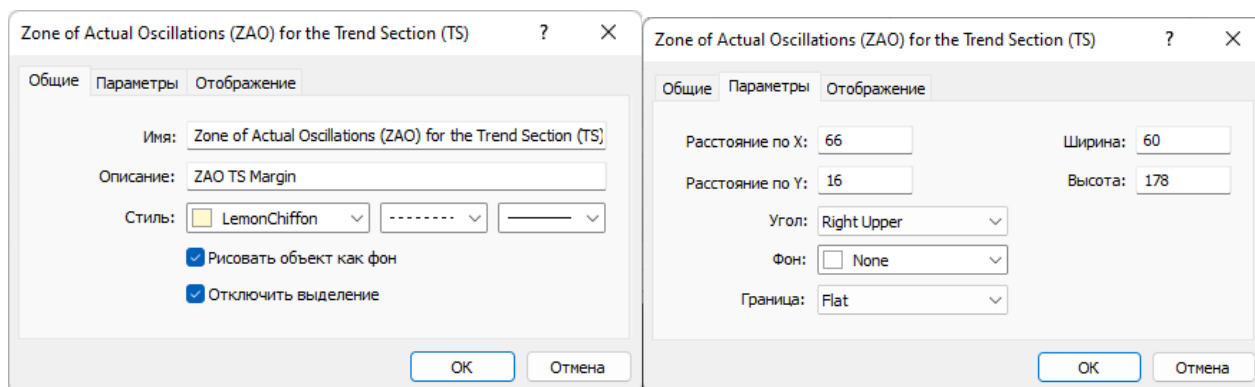 Zone of Actual Oscillations (ZAO) for the Trend Section (TS) ?
Общие Параметры Отображение
Имя: Zone of Actual Oscillations (ZAO) for the Trend Section (TS)
Описание: ZAO TS Margin
Стиль: LemonChiffon
Рисовать объект как фон
Отключить выделение
ОК Отмена
Zone of Actual Oscillations (ZAO) for the Trend Section (TS) ?
Общие Параметры Отображение
Расстояние по X: 66 Ширина: 60
Расстояние по Y: 16 Высота: 178
Угол: Right Upper
Фон: None
Граница: Flat
ОК Отмена